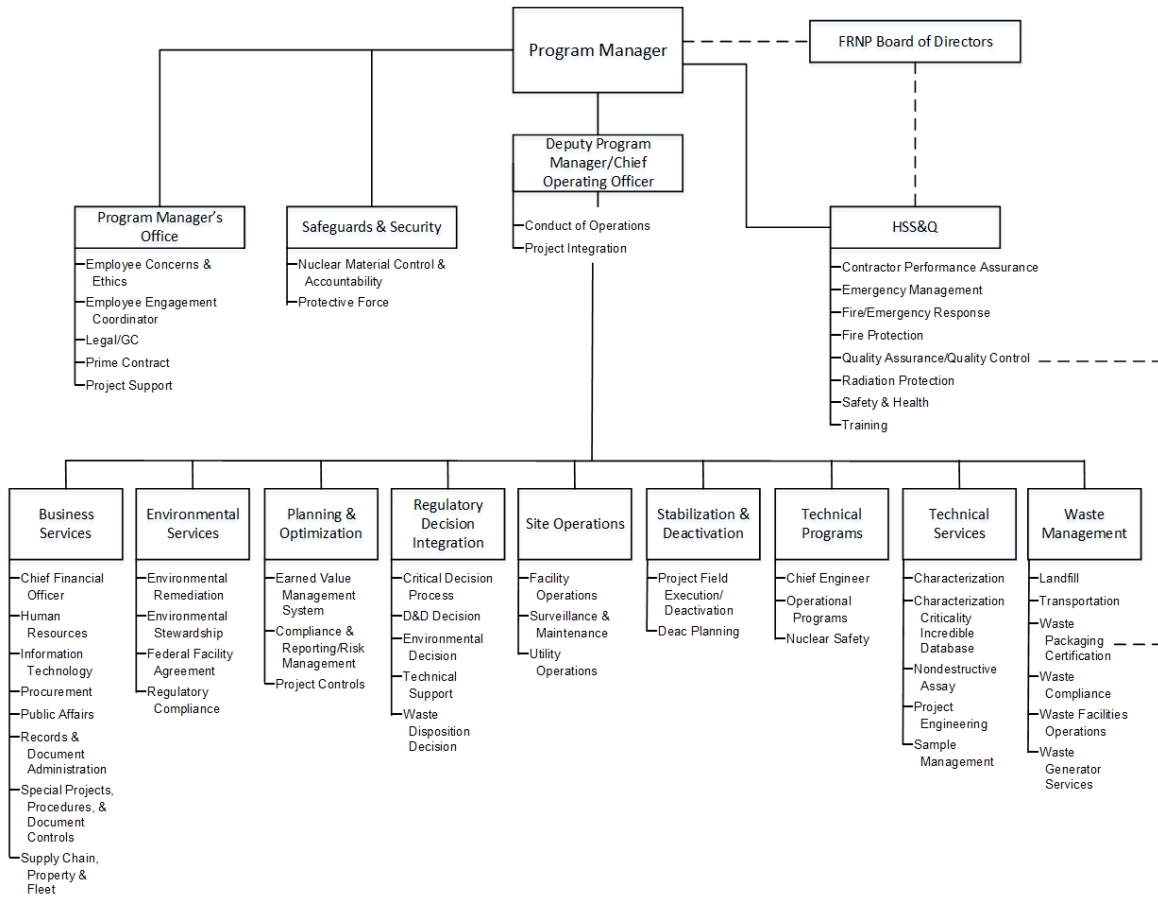 Program Manager
FRNP Board of Directors
Deputy Program
Manager/Chief
Operating Officer
Conduct of Operations
Project Integration
Program Manager's
Office
Employee Concerns &
Ethics
Employee Engagement
Coordinator
Legal/GC
Prime Contract
Project Support
Safeguards & Security
Nuclear Material Control &
Accountability
Protective Force
HSS&Q
Contractor Performance Assurance
Emergency Management
Fire/Emergency Response
Fire Protection
Quality Assurance/Quality Control
Radiation Protection
Safety & Health
Training
Business
Services
Chief Financial
Officer
Human
Resources
Information
Technology
Procurement
Public Affairs
Records &
Document
Administration
Special Projects,
Procedures, &
Document
Controls
Supply Chain,
Property &
Fleet
Environmental
Services
Environmental
Remediation
Environmental
Stewardship
Federal Facility
Agreement
Regulatory
Compliance
Planning &
Optimization
Earned Value
Management
System
Compliance &
Reporting/Risk
Management
Project Controls
Regulatory
Decision
Integration
Critical Decision
Process
D&D Decision
Environmental
Decision
Technical
Support
Waste
Disposition
Decision
Site Operations
Facility
Operations
Surveillance &
Maintenance
Utility
Operations
Stabilization &
Deactivation
Project Field
Execution/
Deactivation
Deac Planning
Technical
Programs
Chief Engineer
Operational
Programs
Nuclear Safety
Technical
Services
Characterization
Characterization
Criticality
Incredible
Database
Nondestructive
Assay
Project
Engineering
Sample
Management
Waste
Management
Landfill
Transportation
Waste
Packaging
Certification
Waste
Compliance
Waste Facilities
Operations
Waste
Generator
Services